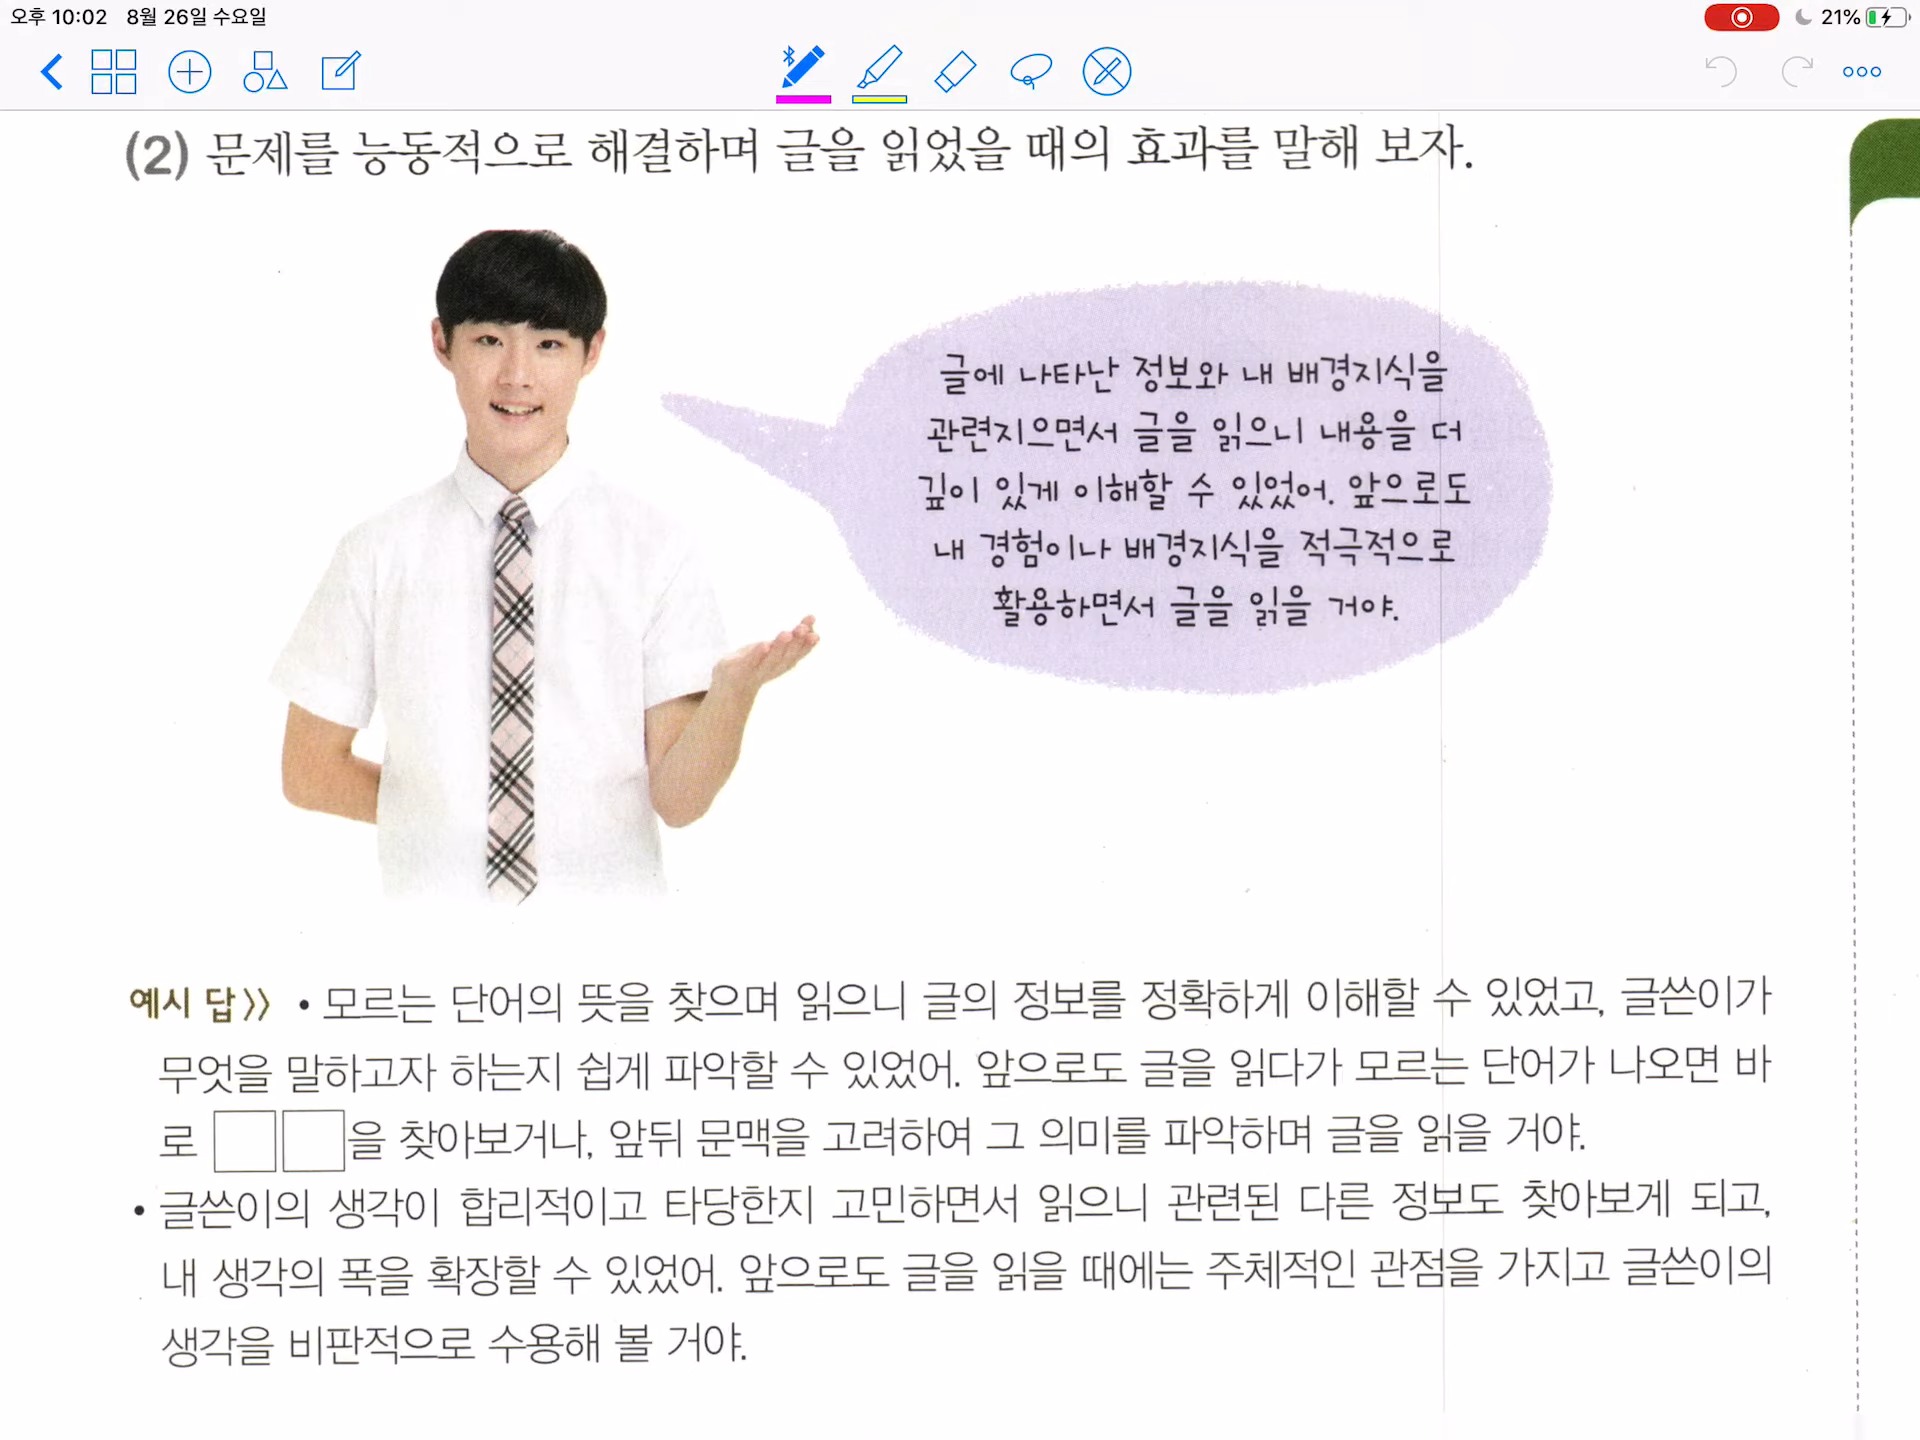 오후 10:02 8월 26일 수요일
21%
(2) 문제를 능동적으로 해결하며 글을 읽었을 때의 효과를 말해 보자.
글에 나타난 정보와 내 배경지식을
관련지으면서 글을 읽으니 내용을 더
깊이 있게 이해할 수 있었어. 앞으로도
내 경험이나 배경지식을 적극적으로
활용하면서 글을 읽을 거야.
예시 답》 • 모르는 단어의 뜻을 찾으며 읽으니 글의 정보를 정확하게 이해할 수 있었고, 글쓴이가
무엇을 말하고자 하는지 쉽게 파악할 수 있었어. 앞으로도 글을 읽다가 모르는 단어가 나오면 바
로 □□을 찾아보거나, 앞뒤 문맥을 고려하여 그 의미를 파악하며 글을 읽을 거야.
• 글쓴이의 생각이 합리적이고 타당한지 고민하면서 읽으니 관련된 다른 정보도 찾아보게 되고,
내 생각의 폭을 확장할 수 있었어. 앞으로도 글을 읽을 때에는 주체적인 관점을 가지고 글쓴이의
생각을 비판적으로 수용해 볼 거야.